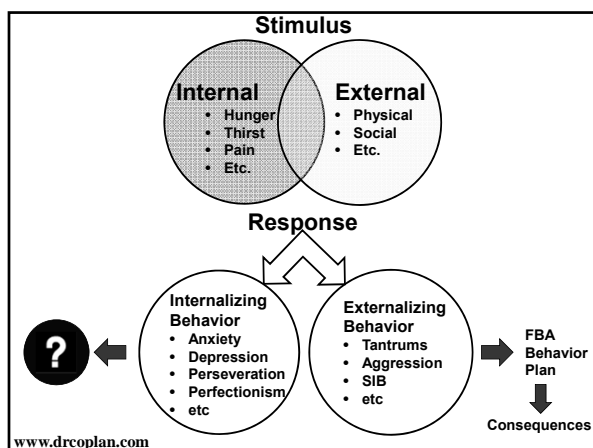 Stimulus
Internal
• Hunger
• Thirst
• Pain
• Etc.
External
• Physical
• Social
• Etc.
Response
Internalizing
Behavior
• Anxiety
• Depression
• Perseveration
• Perfectionism
• etc
Externalizing
Behavior
• Tantrums
• Aggression
• SIB
• etc
?
FBA
Behavior
Plan
Consequences
www.drcoplan.com